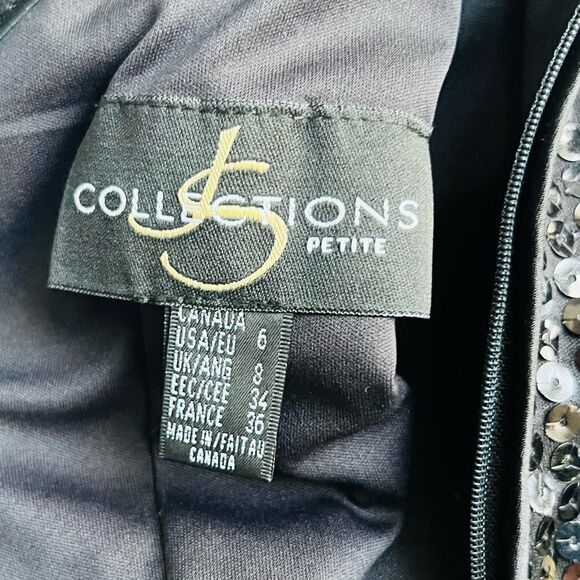 JS
COLLECTIONS
PETITE
CANADA
USA/EU 6
UK/ANG 8
EEC/CEE 34
FRANCE 36
MADE IN/FAIT AU
CANADA